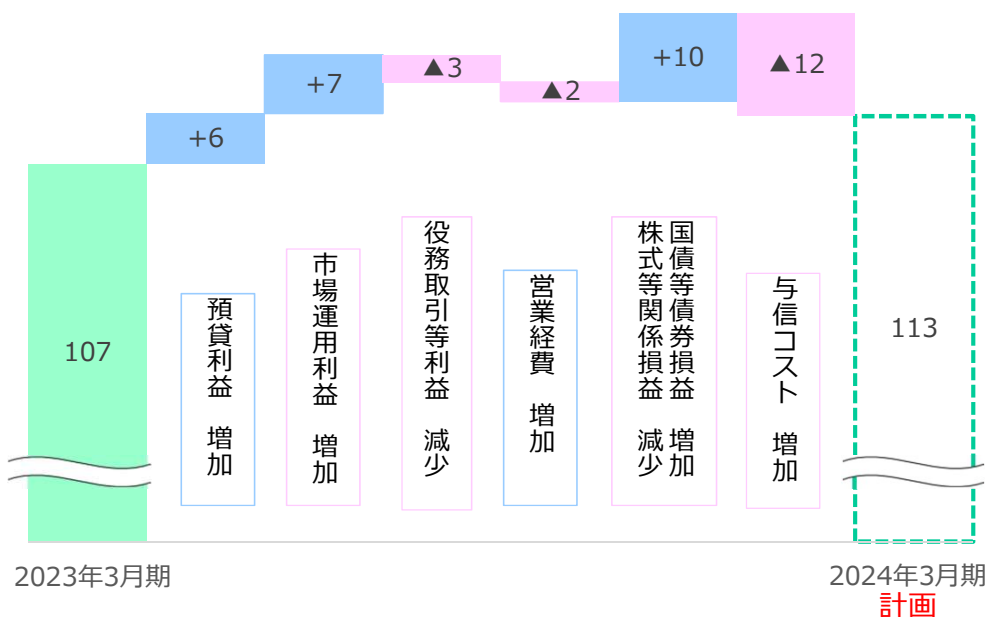 +6
+7
▲3
▲2
+10
▲12
107
預貸利益 増加
市場運用利益 増加
役務取引等利益 減少
営業経費 増加
国債等債券損益 増加
株式等関係損益 減少
与信コスト 増加
113
2023年3月期
2024年3月期
計画